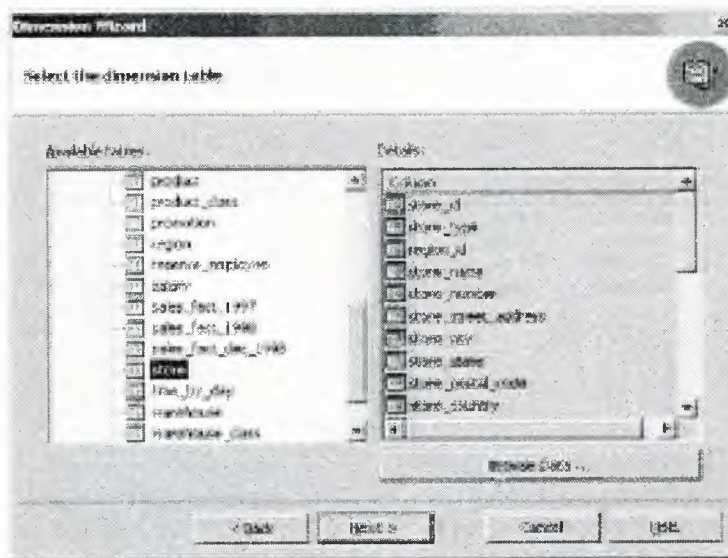 Dimension Wizard
Select the dimension table
Available tables:
product
product_class
promotion
region
reserve_employee
salary
sales_fact_1997
sales_fact_1998
sales_fact_dec_1998
store
time_by_day
warehouse
warehouse_class
Details:
Column
store_id
store_type
region_id
store_name
store_number
store_street_address
store_city
store_state
store_postal_code
store_country
Browse Data...
< Back
Next >
Cancel
Help